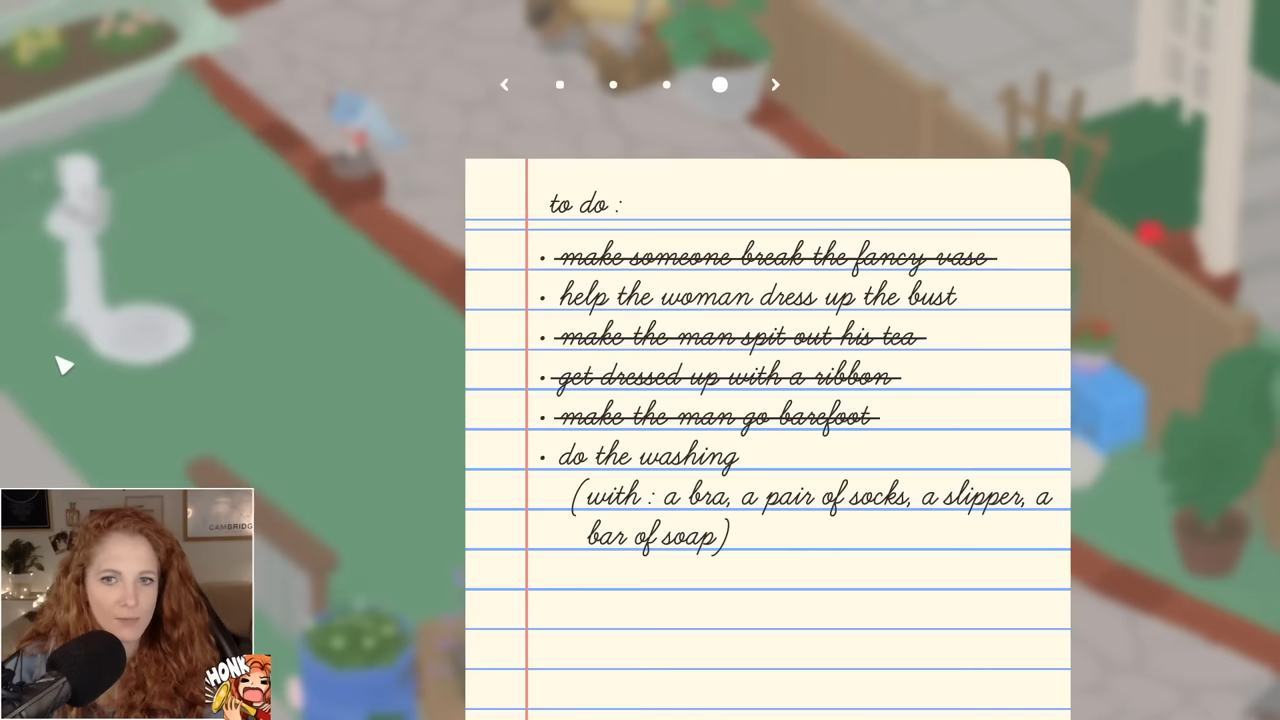 to do :
• make someone break the fancy vase
• help the woman dress up the bust
• make the man spit out his tea
• get dressed up with a ribbon
• make the man go barefoot
• do the washing
(with : a bra, a pair of socks, a slipper, a
bar of soap)
CAMBRIDG
HONK